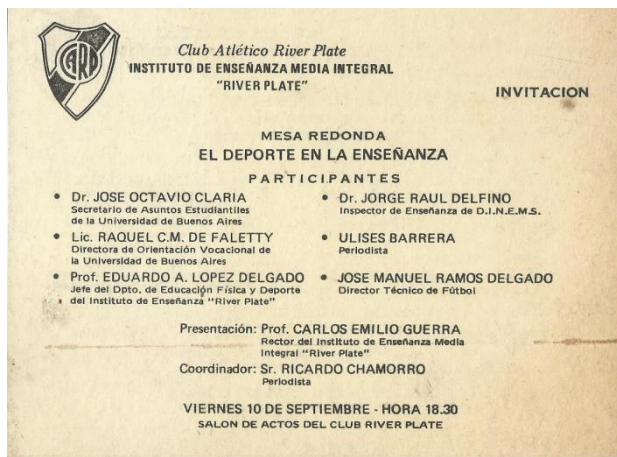 CARP
Club Atlético River Plate
INSTITUTO DE ENSEÑANZA MEDIA INTEGRAL
"RIVER PLATE"
INVITACION
MESA REDONDA
EL DEPORTE EN LA ENSEÑANZA
PARTICIPANTES
• Dr. JOSE OCTAVIO CLARIA
Secretario de Asuntos Estudiantiles
de la Universidad de Buenos Aires
• Lic. RAQUEL C.M. DE FALETTY
Directora de Orientación Vocacional de
la Universidad de Buenos Aires
• Prof. EDUARDO A. LOPEZ DELGADO
Jefe del Dpto, de Educación Física y Deporte
del Instituto de Enseñanza "River Plate"
• Dr. JORGE RAUL DELFINO
Inspector de Enseñanza de D.I.N.E.M.S.
• ULISES BARRERA
Periodista
• JOSE MANUEL RAMOS DELGADO
Director Técnico de Fútbol
Presentación: Prof. CARLOS EMILIO GUERRA
Rector del Instituto de Enseñanza Media
Integral "River Plate"
Coordinador: Sr. RICARDO CHAMORRO
Periodista
VIERNES 10 DE SEPTIEMBRE - HORA 18.30
SALON DE ACTOS DEL CLUB RIVER PLATE